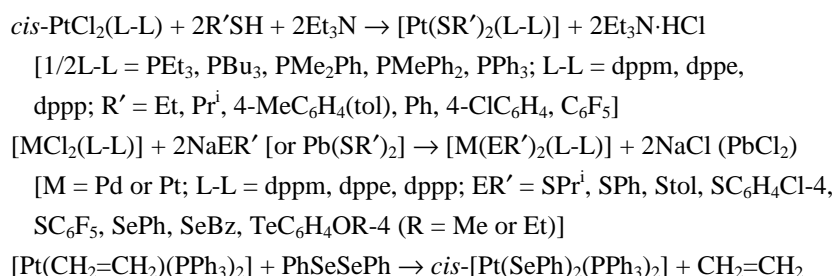 cis-PtCl₂(L-L) + 2R′SH + 2Et₃N → [Pt(SR′)₂(L-L)] + 2Et₃N·HCl
[1/2L-L = PEt₃, PBu₃, PMe₂Ph, PMePh₂, PPh₃; L-L = dppm, dppe,
dppp; R′ = Et, Prⁱ, 4-MeC₆H₄(tol), Ph, 4-ClC₆H₄, C₆F₅]
[MCl₂(L-L)] + 2NaER′ [or Pb(SR′)₂] → [M(ER′)₂(L-L)] + 2NaCl (PbCl₂)
[M = Pd or Pt; L-L = dppm, dppe, dppp; ER′ = SPrⁱ, SPh, Stol, SC₆H₄Cl-4,
SC₆F₅, SePh, SeBz, TeC₆H₄OR-4 (R = Me or Et)]
[Pt(CH₂=CH₂)(PPh₃)₂] + PhSeSePh → cis-[Pt(SePh)₂(PPh₃)₂] + CH₂=CH₂